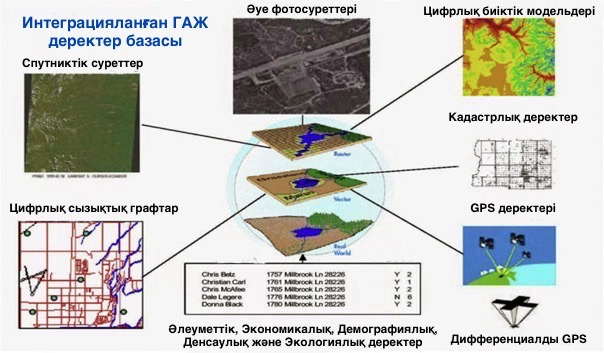 Интеграцияланған ГАЖ
деректер базасы
Әуе фотосуреттері
Цифрлық биіктік модельдері
Спутниктік суреттер
Кадастрлық деректер
Raster
Vector
Real
World
Цифрлық сызықтық графтар
GPS деректері
Chris Betz 1757 Millbrook Ln 28226 Y 2
Christian Carl 1761 Millbrook Ln 28226 Y 1
Chris McAlee 1765 Millbrook Ln 28226 Y 2
Dale Legere 1776 Millbrook Ln 28226 N 6
Donna Black 1780 Millbrook Ln 28226 Y 2
Әлеуметтік, Экономикалық, Демографиялық,
Денсаулық және Экологиялық деректер
Дифференциалды GPS